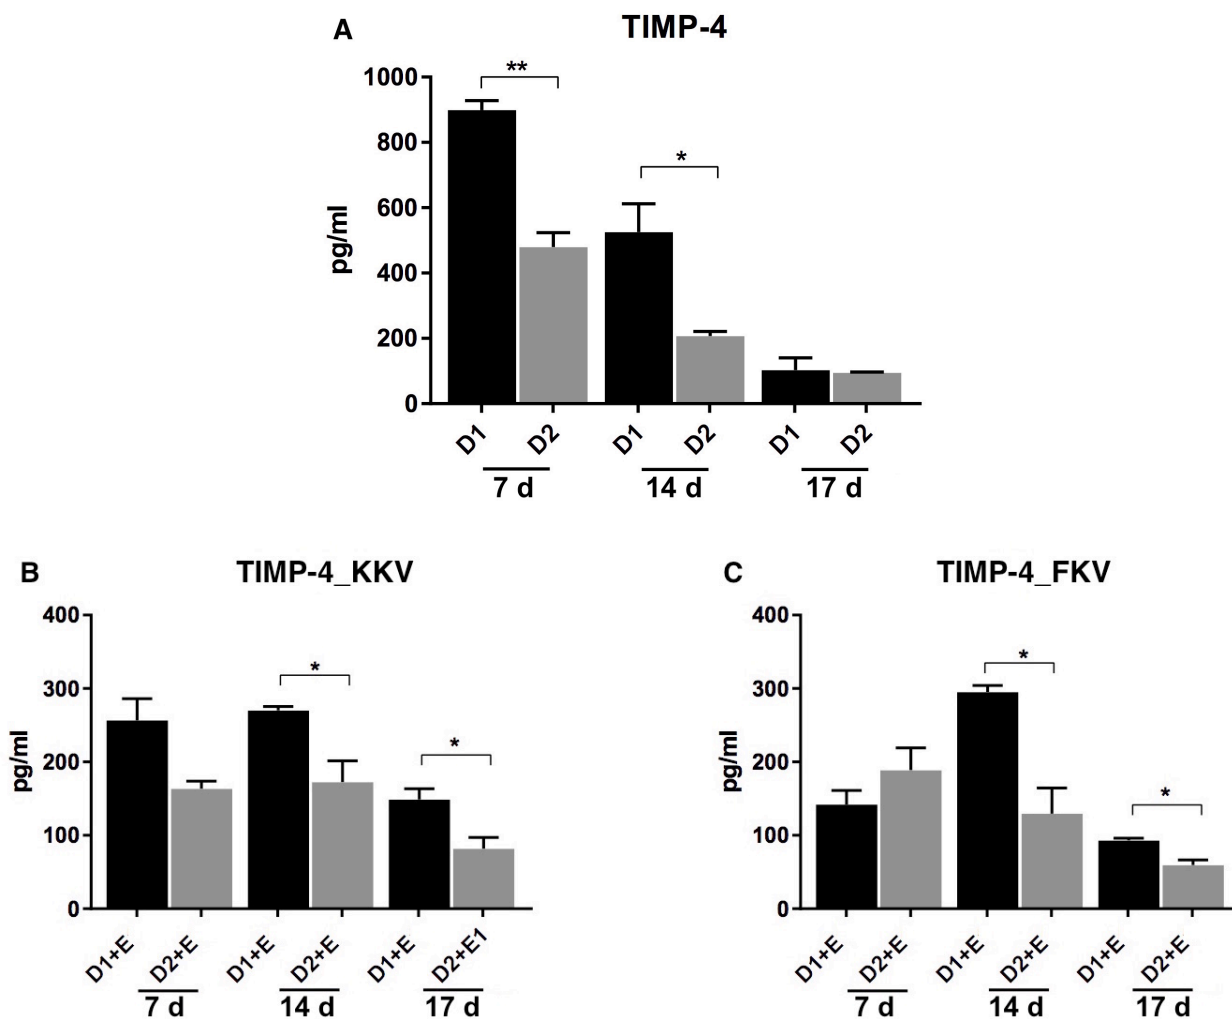 A
TIMP-4
**
*
1000
800
600
400
200
0
pg/ml
D1 D2 D1 D2 D1 D2
7 d 14 d 17 d
B
TIMP-4_KKV
*
*
400
300
200
100
0
pg/ml
D1+E D2+E D1+E D2+E D1+E D2+E1
7 d 14 d 17 d
C
TIMP-4_FKV
*
*
400
300
200
100
0
pg/ml
D1+E D2+E D1+E D2+E D1+E D2+E
7 d 14 d 17 d